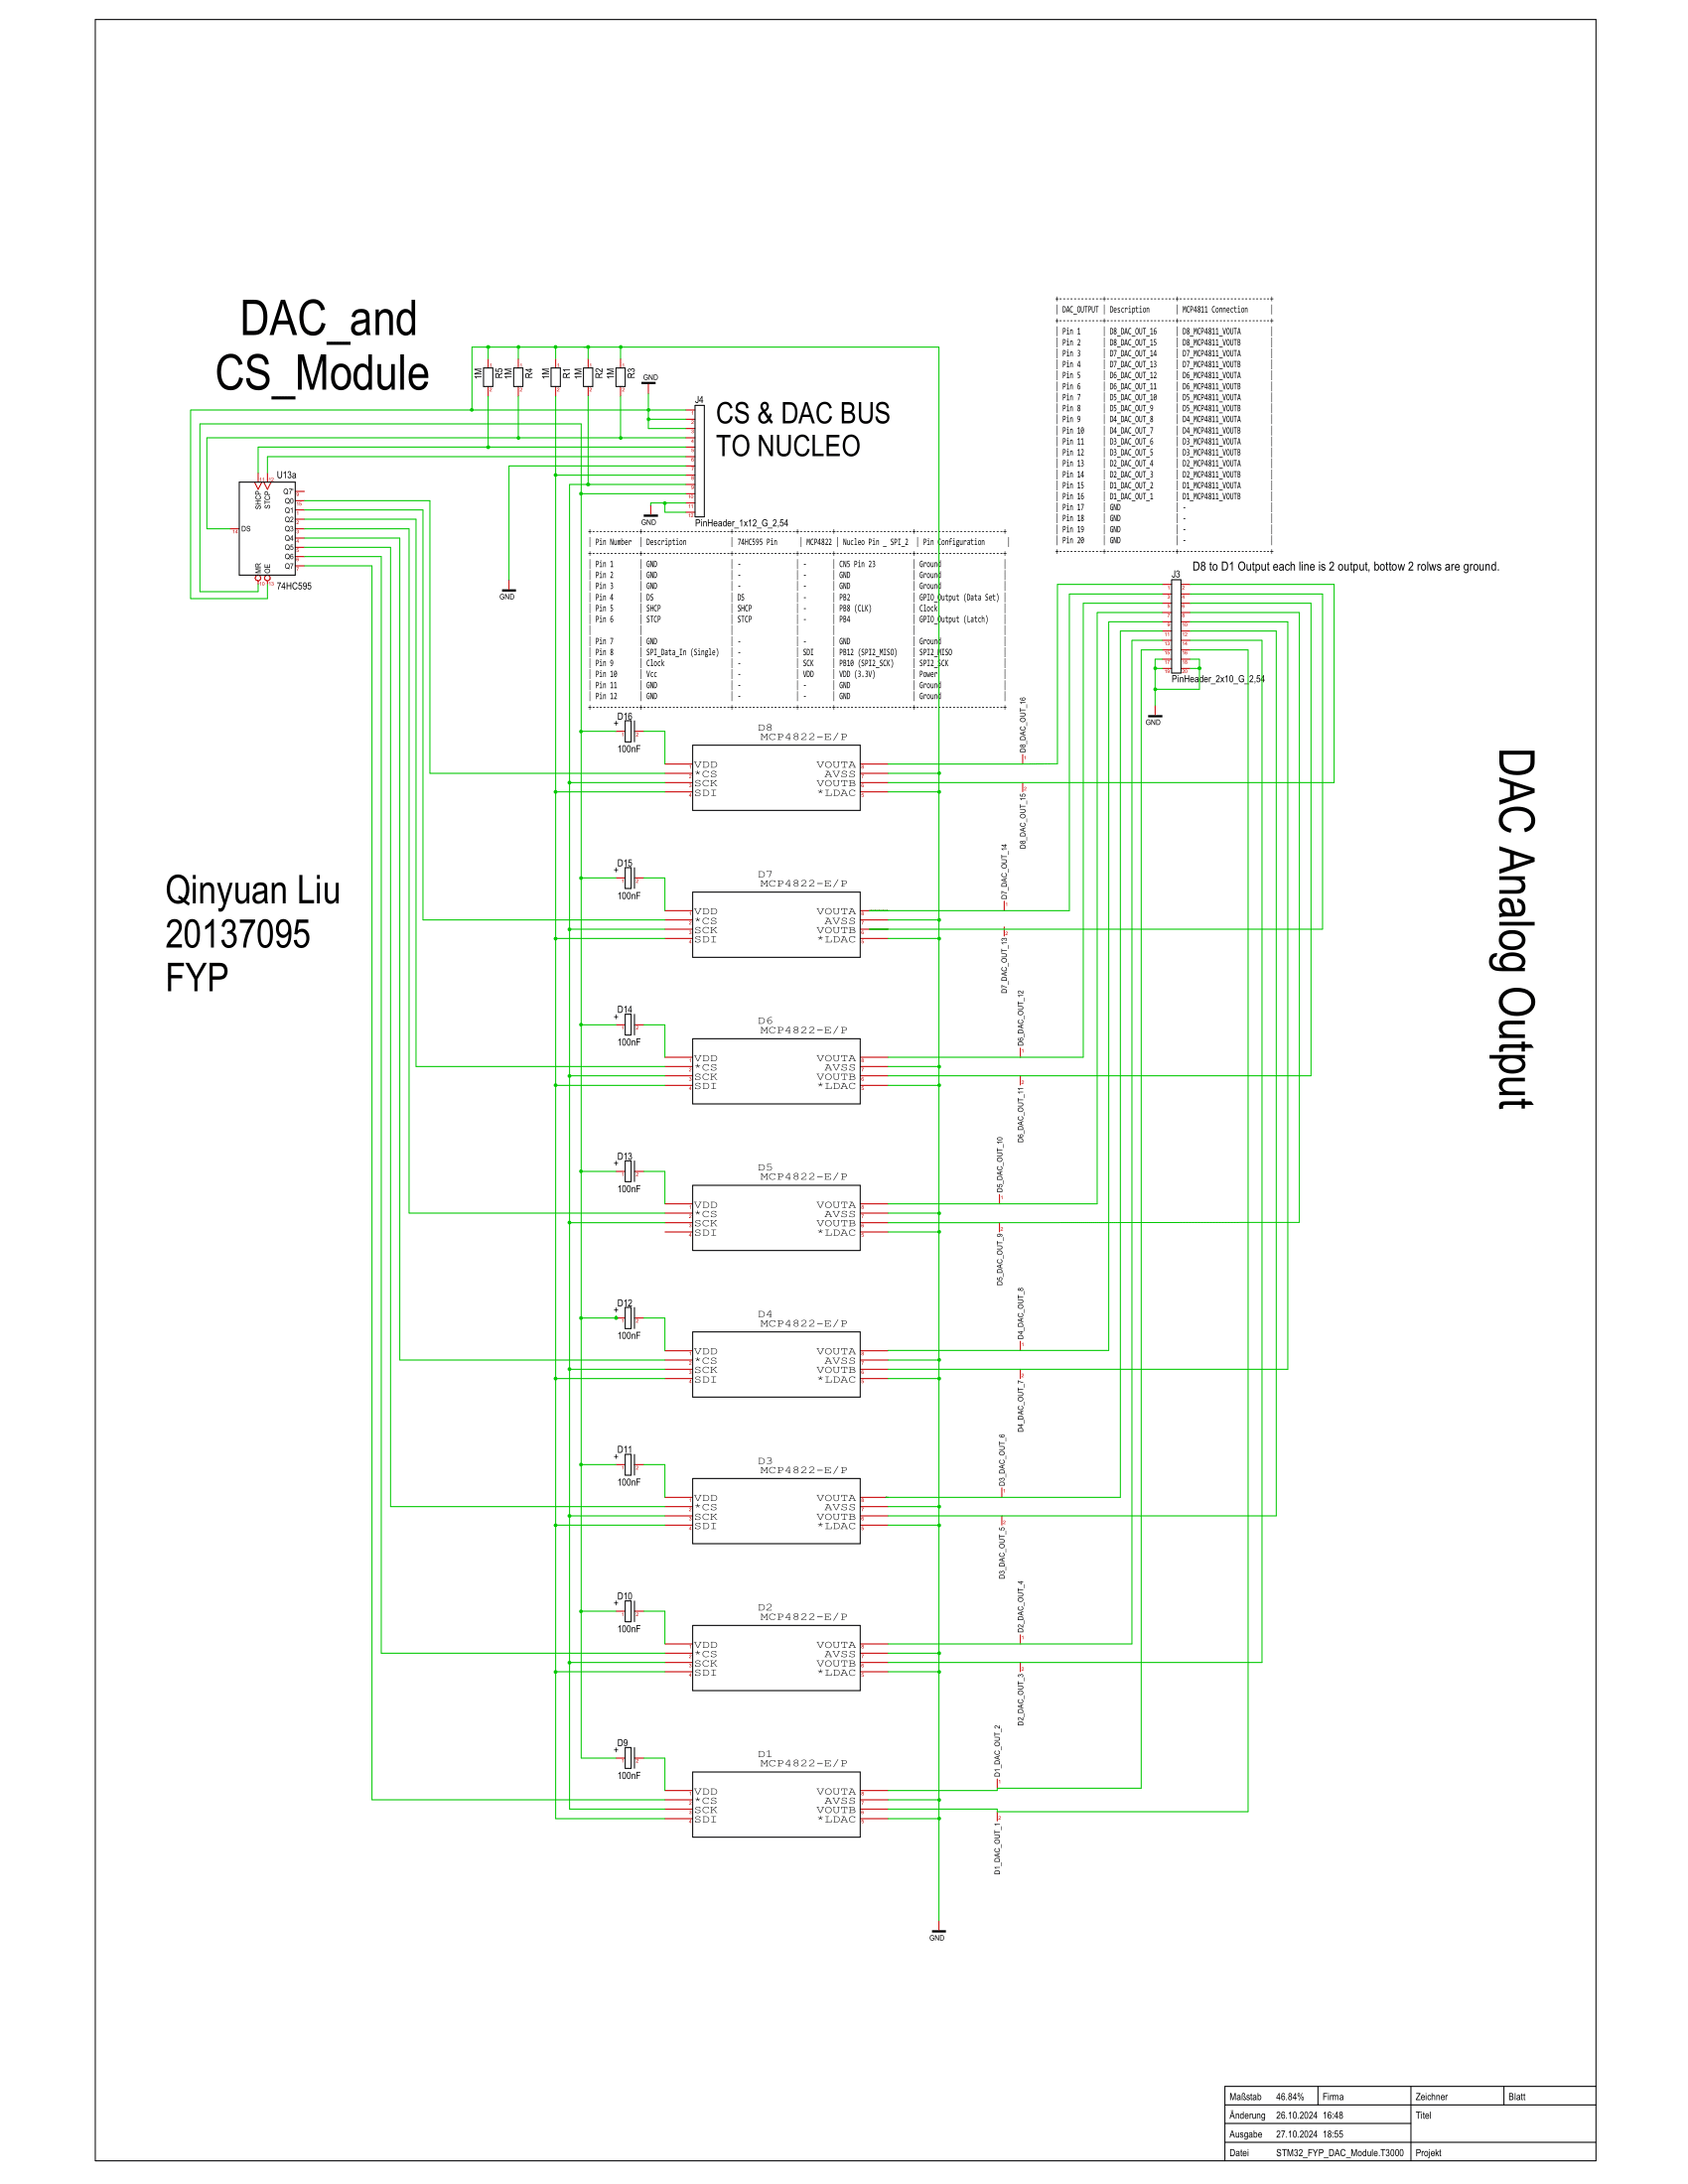 DAC_and
CS_Module
1M
R5
1M
R4
1M
R1
1M
R2
1M
R3
GND
J4
CS & DAC BUS
TO NUCLEO
PinHeader_1x12_G_2,54
GND
GND
U13a
SHCP
STCP
DS
MR
OE
Q7'
Q0
Q1
Q2
Q3
Q4
Q5
Q6
Q7
74HC595
| Pin Number | Description | 74HC595 Pin | MCP4822 | Nucleo Pin _ SPI_2 | Pin Configuration |
| Pin 1 | GND | - | - | CN5 Pin 23 | Ground |
| Pin 2 | GND | - | - | GND | Ground |
| Pin 3 | GND | - | - | GND | Ground |
| Pin 4 | DS | DS | - | PB2 | GPIO_Output (Data Set) |
| Pin 5 | SHCP | SHCP | - | PB8 (CLK) | Clock |
| Pin 6 | STCP | STCP | - | PB4 | GPIO_Output (Latch) |
| Pin 7 | GND | - | - | GND | Ground |
| Pin 8 | SPI_Data_In (Single) | - | SDI | PB12 (SPI2_MISO) | SPI2_MISO |
| Pin 9 | Clock | - | SCK | PB10 (SPI2_SCK) | SPI2_SCK |
| Pin 10 | Vcc | - | VDD | VDD (3.3V) | Power |
| Pin 11 | GND | - | - | GND | Ground |
| Pin 12 | GND | - | - | GND | Ground |
| DAC_OUTPUT | Description | MCP4811 Connection |
| Pin 1 | D8_DAC_OUT_16 | D8_MCP4811_VOUTA |
| Pin 2 | D8_DAC_OUT_15 | D8_MCP4811_VOUTB |
| Pin 3 | D7_DAC_OUT_14 | D7_MCP4811_VOUTA |
| Pin 4 | D7_DAC_OUT_13 | D7_MCP4811_VOUTB |
| Pin 5 | D6_DAC_OUT_12 | D6_MCP4811_VOUTA |
| Pin 6 | D6_DAC_OUT_11 | D6_MCP4811_VOUTB |
| Pin 7 | D5_DAC_OUT_10 | D5_MCP4811_VOUTA |
| Pin 8 | D5_DAC_OUT_9 | D5_MCP4811_VOUTB |
| Pin 9 | D4_DAC_OUT_8 | D4_MCP4811_VOUTA |
| Pin 10 | D4_DAC_OUT_7 | D4_MCP4811_VOUTB |
| Pin 11 | D3_DAC_OUT_6 | D3_MCP4811_VOUTA |
| Pin 12 | D3_DAC_OUT_5 | D3_MCP4811_VOUTB |
| Pin 13 | D2_DAC_OUT_4 | D2_MCP4811_VOUTA |
| Pin 14 | D2_DAC_OUT_3 | D2_MCP4811_VOUTB |
| Pin 15 | D1_DAC_OUT_2 | D1_MCP4811_VOUTA |
| Pin 16 | D1_DAC_OUT_1 | D1_MCP4811_VOUTB |
| Pin 17 | GND | - |
| Pin 18 | GND | - |
| Pin 19 | GND | - |
| Pin 20 | GND | - |
D8 to D1 Output each line is 2 output, bottow 2 rolws are ground.
J3
PinHeader_2x10_G_2,54
GND
DAC Analog Output
Qinyuan Liu
20137095
FYP
D16
+
100nF
D8
MCP4822-E/P
VDD VOUTA
*CS AVSS
SCK VOUTB
SDI *LDAC
D8_DAC_OUT_16
D8_DAC_OUT_15
D15
+
100nF
D7
MCP4822-E/P
VDD VOUTA
*CS AVSS
SCK VOUTB
SDI *LDAC
D7_DAC_OUT_14
D7_DAC_OUT_13
D14
+
100nF
D6
MCP4822-E/P
VDD VOUTA
*CS AVSS
SCK VOUTB
SDI *LDAC
D6_DAC_OUT_12
D6_DAC_OUT_11
D13
+
100nF
D5
MCP4822-E/P
VDD VOUTA
*CS AVSS
SCK VOUTB
SDI *LDAC
D5_DAC_OUT_10
D5_DAC_OUT_9
D12
+
100nF
D4
MCP4822-E/P
VDD VOUTA
*CS AVSS
SCK VOUTB
SDI *LDAC
D4_DAC_OUT_8
D4_DAC_OUT_7
D11
+
100nF
D3
MCP4822-E/P
VDD VOUTA
*CS AVSS
SCK VOUTB
SDI *LDAC
D3_DAC_OUT_6
D3_DAC_OUT_5
D10
+
100nF
D2
MCP4822-E/P
VDD VOUTA
*CS AVSS
SCK VOUTB
SDI *LDAC
D2_DAC_OUT_4
D2_DAC_OUT_3
D9
+
100nF
D1
MCP4822-E/P
VDD VOUTA
*CS AVSS
SCK VOUTB
SDI *LDAC
D1_DAC_OUT_2
D1_DAC_OUT_1
GND
Maßstab 46.84% Firma Zeichner Blatt
Änderung 26.10.2024 16:48 Titel
Ausgabe 27.10.2024 18:55
Datei STM32_FYP_DAC_Module.T3000 Projekt